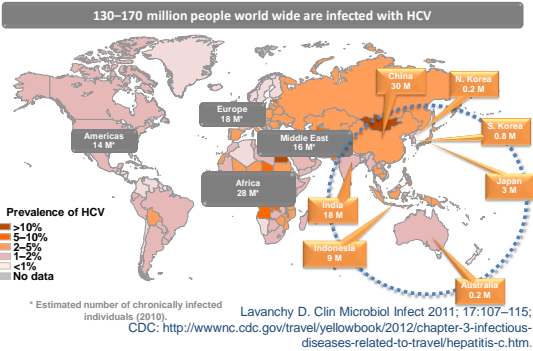 130–170 million people world wide are infected with HCV
China
30 M
N. Korea
0.2 M
Europe
18 M*
S. Korea
0.8 M
Americas
14 M*
Middle East
16 M*
Africa
28 M*
Japan
3 M
India
18 M
Prevalence of HCV
>10%
5–10%
2–5%
1–2%
<1%
No data
Indonesia
9 M
Australia
0.2 M
* Estimated number of chronically infected
individuals (2010).
Lavanchy D. Clin Microbiol Infect 2011; 17:107–115;
CDC: http://wwwnc.cdc.gov/travel/yellowbook/2012/chapter-3-infectious-
diseases-related-to-travel/hepatitis-c.htm.